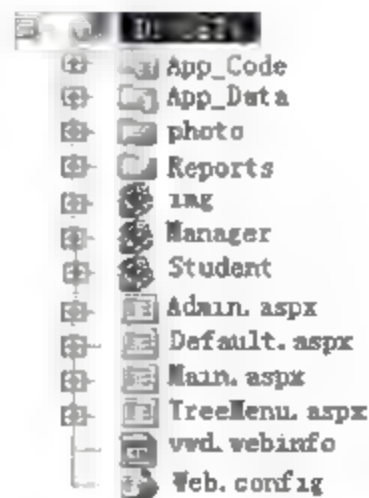 App_Code
App_Data
photo
Reports
img
Manager
Student
Admin.aspx
Default.aspx
Main.aspx
TreeMenu.aspx
vwd.webinfo
Web.config